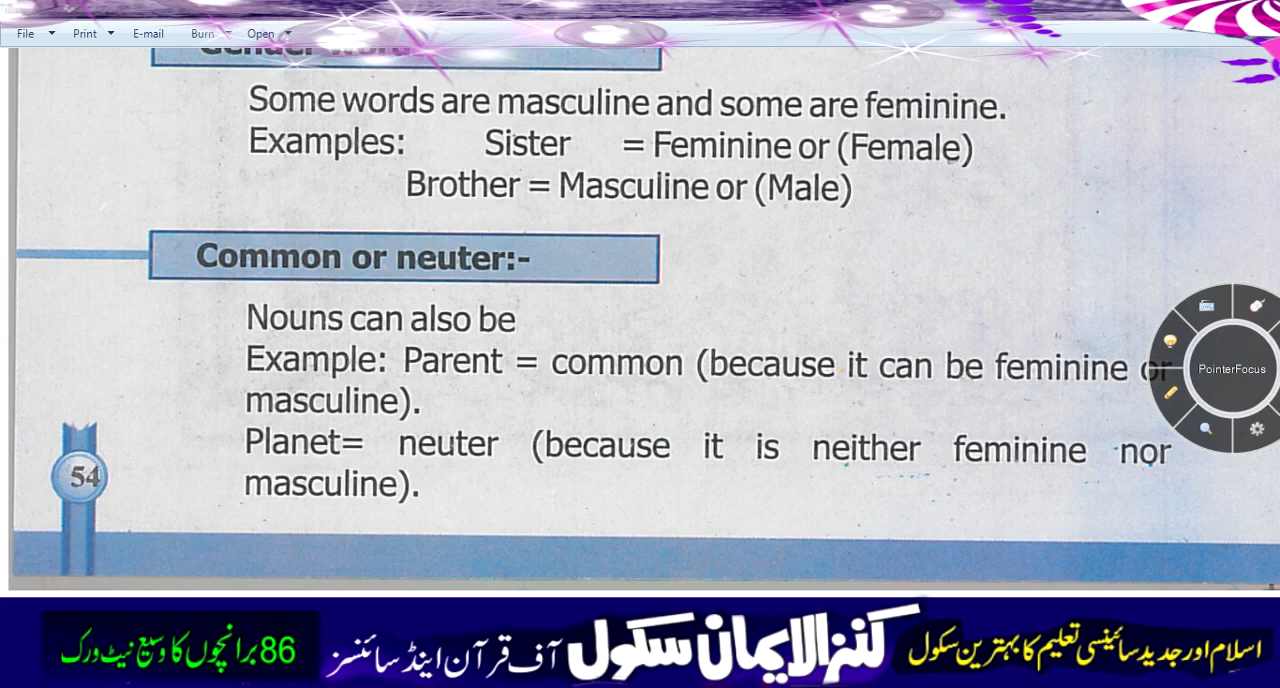 File Print E-mail Burn Open
Gender word
Some words are masculine and some are feminine.
Examples: Sister = Feminine or (Female)
Brother = Masculine or (Male)
Common or neuter:-
Nouns can also be
Example: Parent = common (because it can be feminine or
masculine).
Planet= neuter (because it is neither feminine nor
masculine).
54
PointerFocus
اسلام اور جدید سائینسی تعلیم کا بہترین سکول کنزالایمان سکول آف قرآن اینڈ سائنسز 86 برانچوں کا وسیع نیٹ ورک